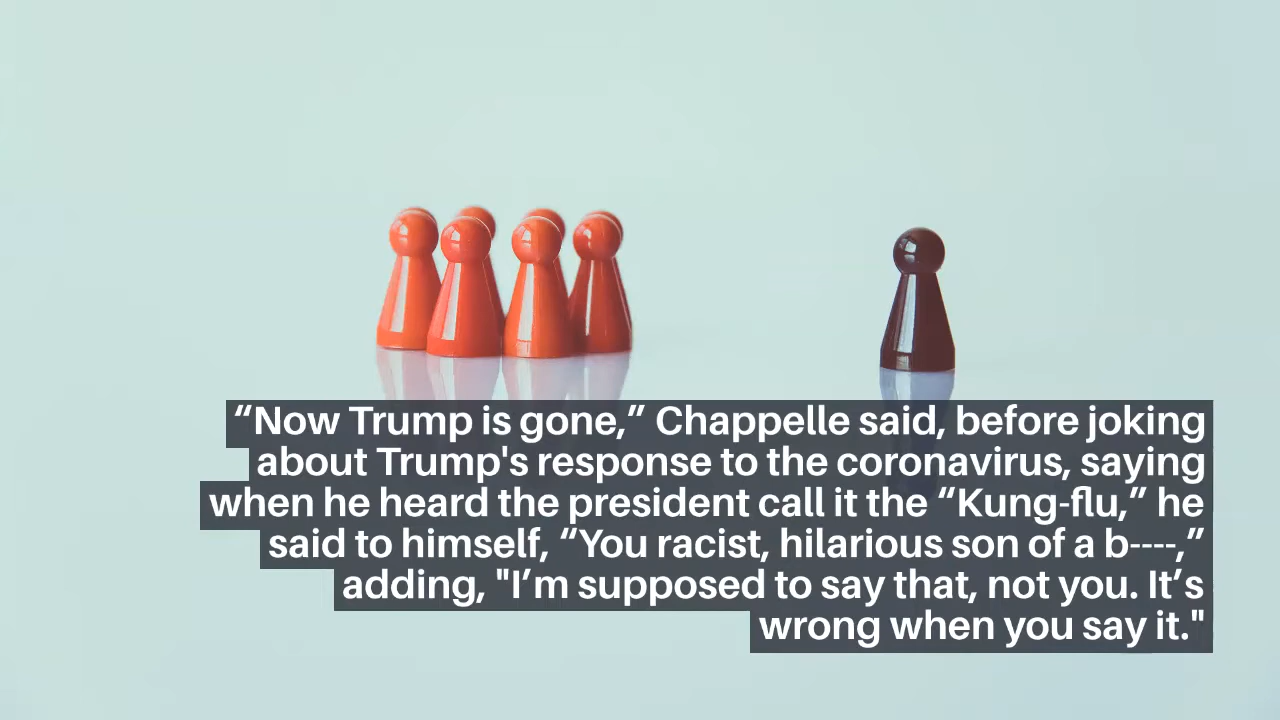 “Now Trump is gone,” Chappelle said, before joking
about Trump's response to the coronavirus, saying
when he heard the president call it the “Kung-flu,” he
said to himself, “You racist, hilarious son of a b----,”
adding, "I’m supposed to say that, not you. It’s
wrong when you say it."